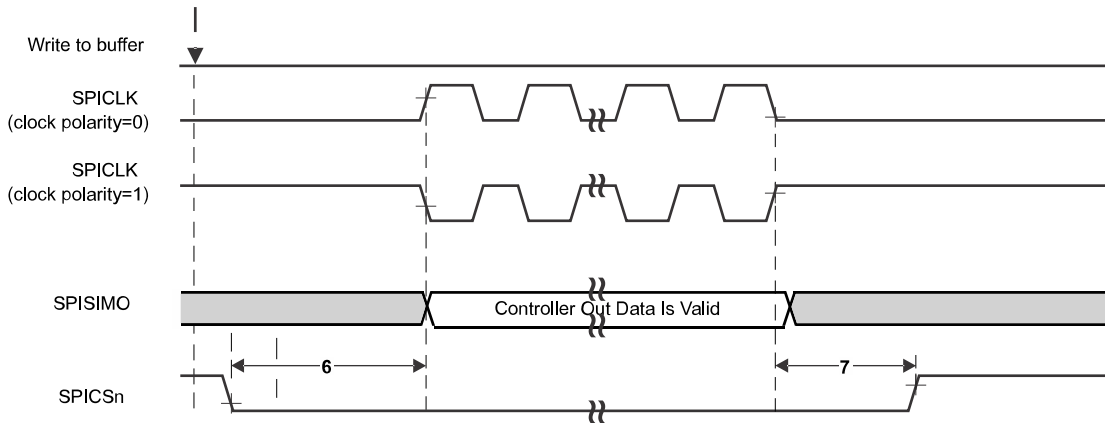 Write to buffer
SPICLK
(clock polarity=0)
SPICLK
(clock polarity=1)
SPISIMO
Controller Out Data Is Valid
6
7
SPICSn